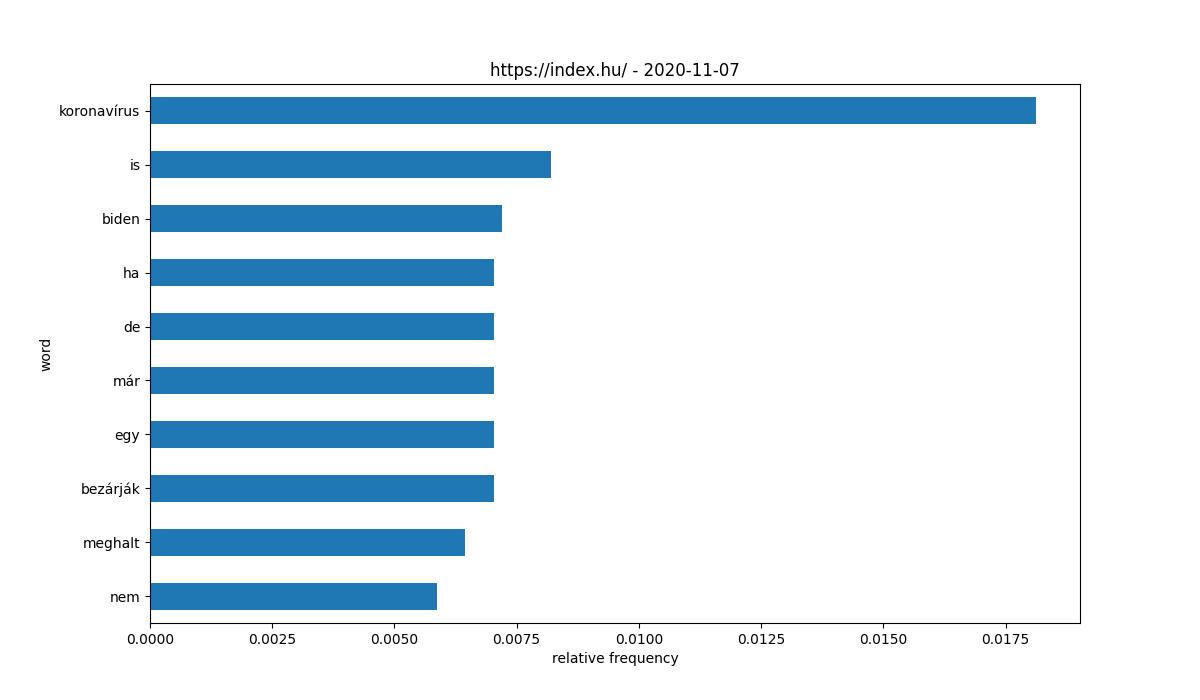 https://index.hu/ - 2020-11-07
koronavírus
is
biden
ha
de
már
egy
bezárják
meghalt
nem
word
0.0000 0.0025 0.0050 0.0075 0.0100 0.0125 0.0150 0.0175
relative frequency